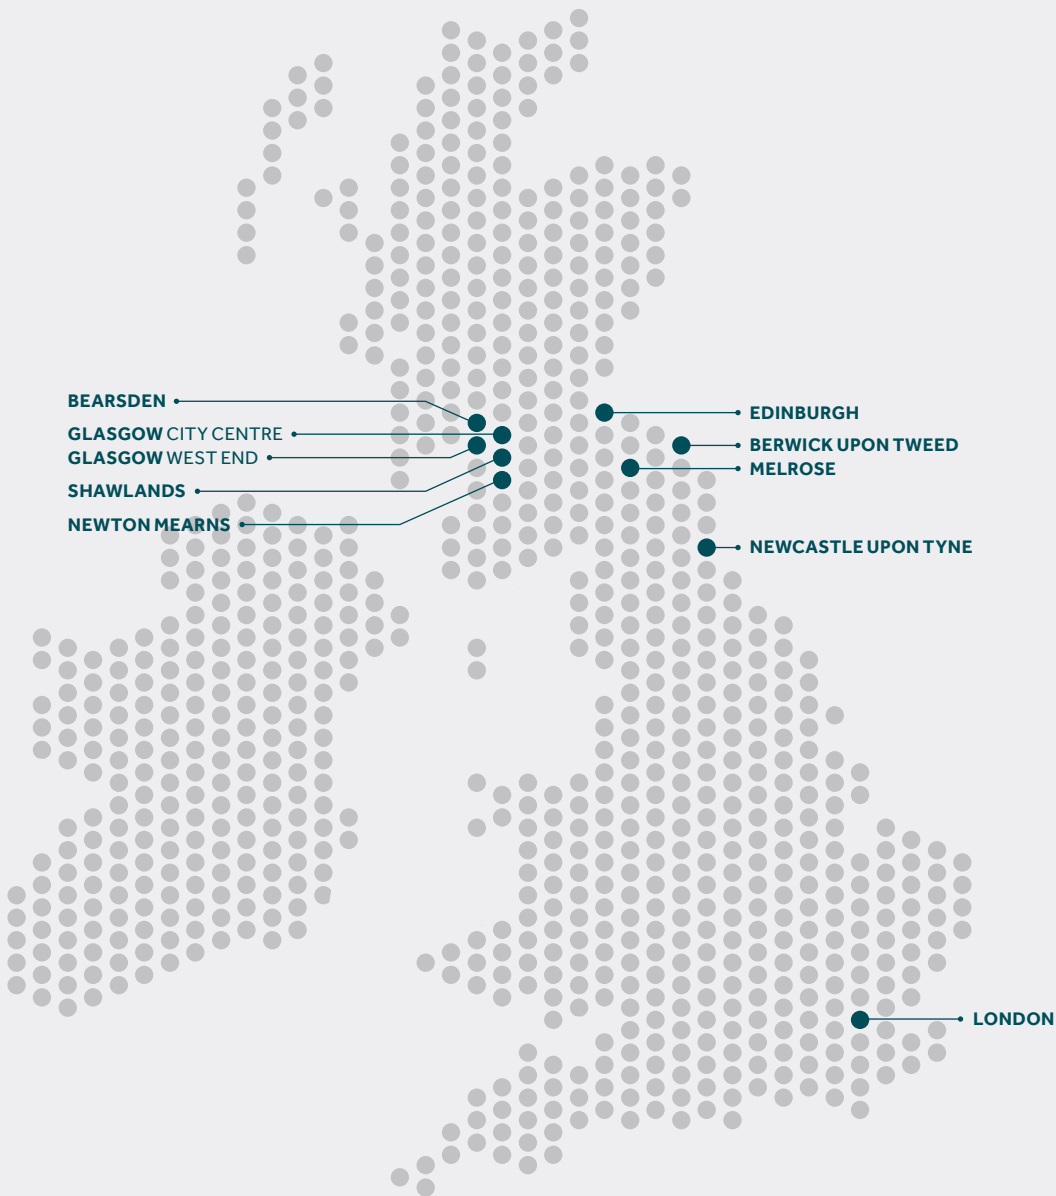 BEARSDEN
GLASGOW CITY CENTRE
GLASGOW WEST END
SHAWLANDS
NEWTON MEARNS
EDINBURGH
BERWICK UPON TWEED
MELROSE
NEWCASTLE UPON TYNE
LONDON